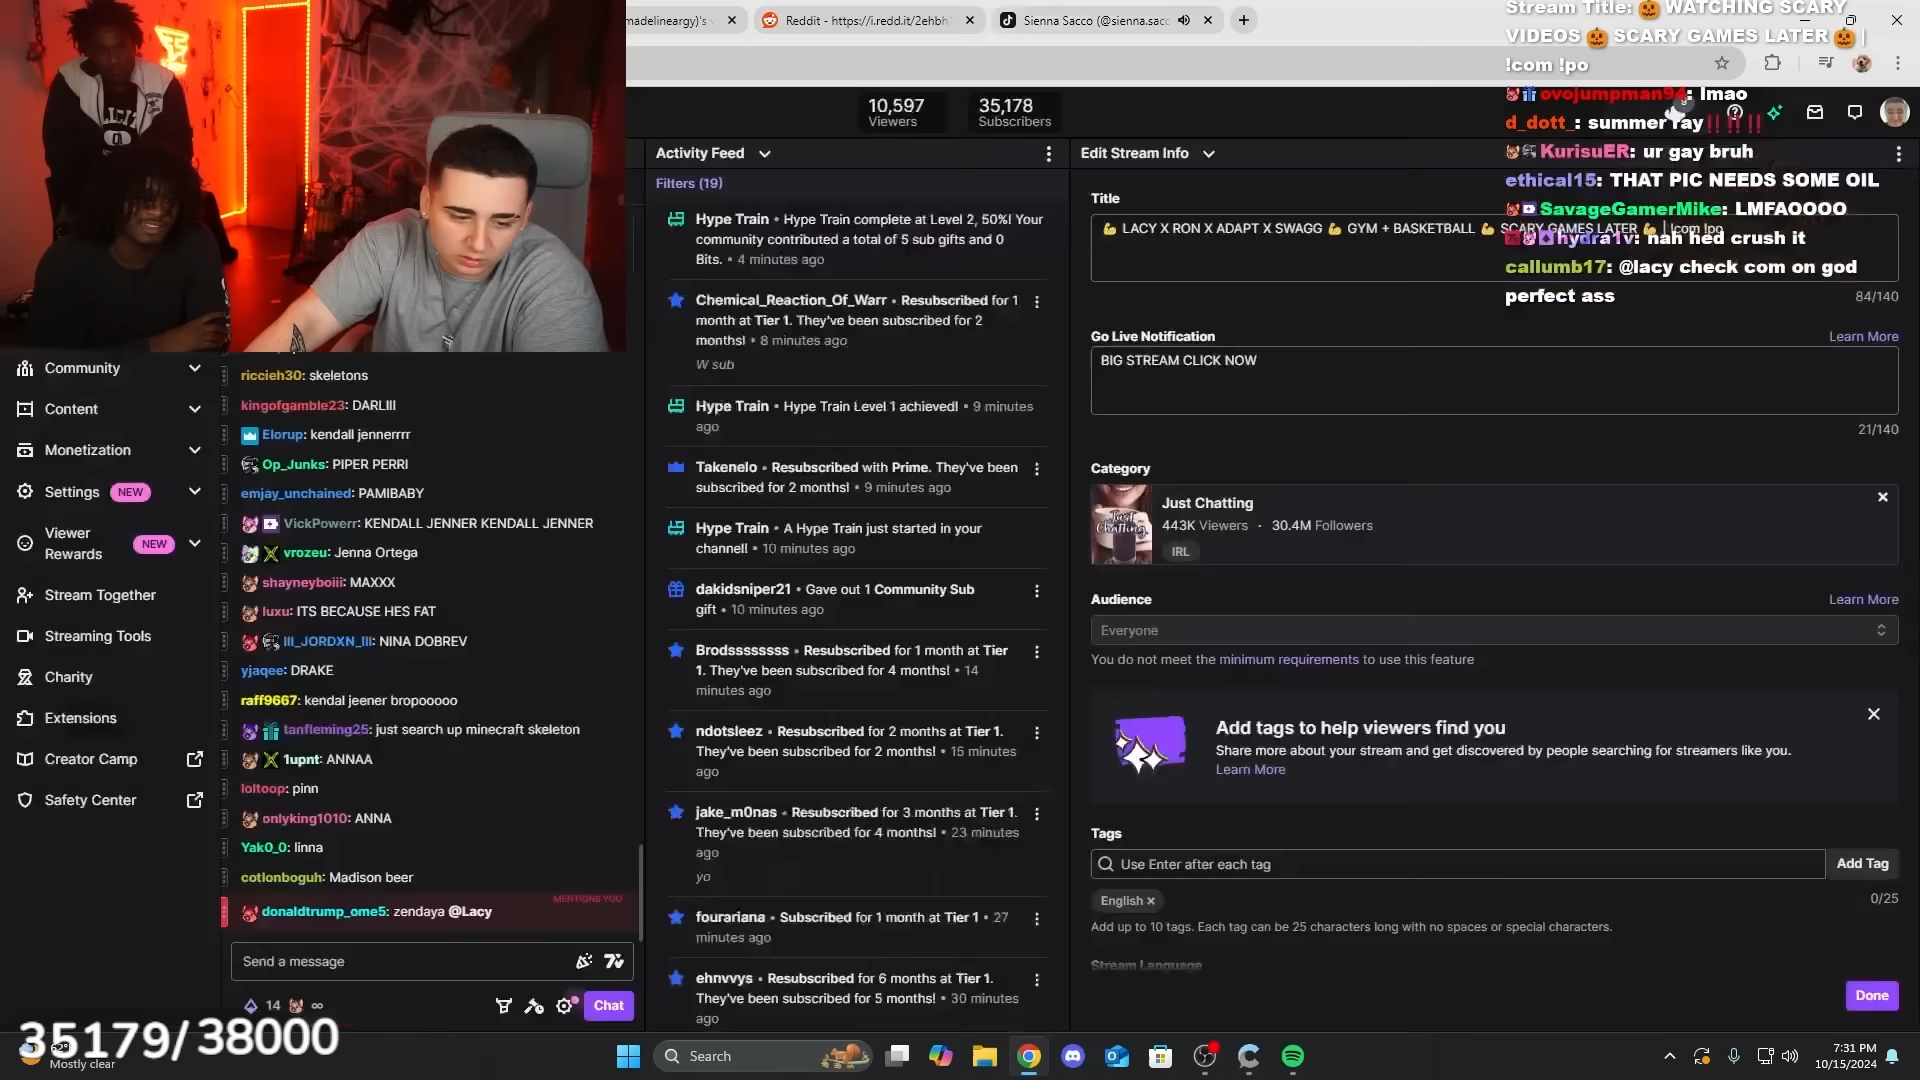 madelineargy)'s v
Reddit - https://i.redd.it/2ehbh
Sienna Sacco (@sienna.sacc
Stream Title: 🎃 WATCHING SCARY
VIDEOS 🎃 SCARY GAMES LATER 🎃 |
!com !po
ovojumpman94: lmao
d_dott_: summer ray‼️‼️‼️
KurisuER: ur gay bruh
ethical15: THAT PIC NEEDS SOME OIL
SavageGamerMike: LMFAOOOO
hydra1v: nah hed crush it
callumb17: @lacy check com on god
perfect ass
10,597
Viewers
35,178
Subscribers
Community
Content
Monetization
Settings NEW
Viewer
Rewards NEW
Stream Together
Streaming Tools
Charity
Extensions
Creator Camp
Safety Center
riccieh30: skeletons
kingofgamble23: DARLIII
Elorup: kendall jennerrrr
Op_Junks: PIPER PERRI
emjay_unchained: PAMIBABY
VickPowerr: KENDALL JENNER KENDALL JENNER
vrozeu: Jenna Ortega
shayneyboiii: MAXXX
luxu: ITS BECAUSE HES FAT
lll_JORDXN_lll: NINA DOBREV
yjaqee: DRAKE
raff9667: kendal jeener bropooooo
tanfleming25: just search up minecraft skeleton
1upnt: ANNAA
loltoop: pinn
onlyking1010: ANNA
Yak0_0: linna
cotlonboguh: Madison beer
MENTIONS YOU
donaldtrump_ome5: zendaya @Lacy
Send a message
14 ∞
Chat
35179/38000
62°F
Mostly clear
Activity Feed
Filters (19)
Hype Train • Hype Train complete at Level 2, 50%! Your
community contributed a total of 5 sub gifts and 0
Bits. • 4 minutes ago
Chemical_Reaction_Of_Warr • Resubscribed for 1
month at Tier 1. They've been subscribed for 2
months! • 8 minutes ago
W sub
Hype Train • Hype Train Level 1 achieved! • 9 minutes
ago
Takenelo • Resubscribed with Prime. They've been
subscribed for 2 months! • 9 minutes ago
Hype Train • A Hype Train just started in your
channel! • 10 minutes ago
dakidsniper21 • Gave out 1 Community Sub
gift • 10 minutes ago
Brodsssssssss • Resubscribed for 1 month at Tier
1. They've been subscribed for 4 months! • 14
minutes ago
ndotsleez • Resubscribed for 2 months at Tier 1.
They've been subscribed for 2 months! • 15 minutes
ago
jake_m0nas • Resubscribed for 3 months at Tier 1.
They've been subscribed for 4 months! • 23 minutes
ago
yo
fourariana • Subscribed for 1 month at Tier 1 • 27
minutes ago
ehnvvys • Resubscribed for 6 months at Tier 1.
They've been subscribed for 5 months! • 30 minutes
ago
Edit Stream Info
Title
💪 LACY X RON X ADAPT X SWAGG 💪 GYM + BASKETBALL 💪 SCARY GAMES LATER 💪 | !com !po
84/140
Go Live Notification
Learn More
BIG STREAM CLICK NOW
21/140
Category
Just Chatting
443K Viewers · 30.4M Followers
IRL
Audience
Learn More
Everyone
You do not meet the minimum requirements to use this feature
Add tags to help viewers find you
Share more about your stream and get discovered by people searching for streamers like you.
Learn More
Tags
Use Enter after each tag
Add Tag
English
0/25
Add up to 10 tags. Each tag can be 25 characters long with no spaces or special characters.
Stream Language
Done
Search
7:31 PM
10/15/2024